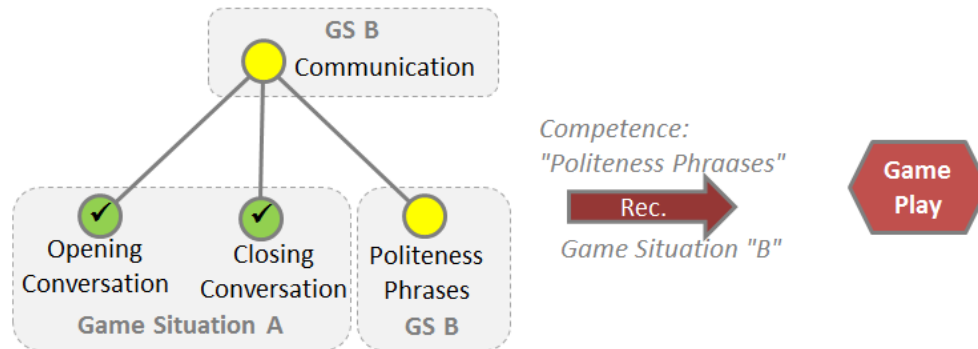 GS B
Communication
✔
Opening
Conversation
✔
Closing
Conversation
Game Situation A
Politeness
Phrases
GS B
Competence:
"Politeness Phraases"
Rec.
Game Situation "B"
Game
Play